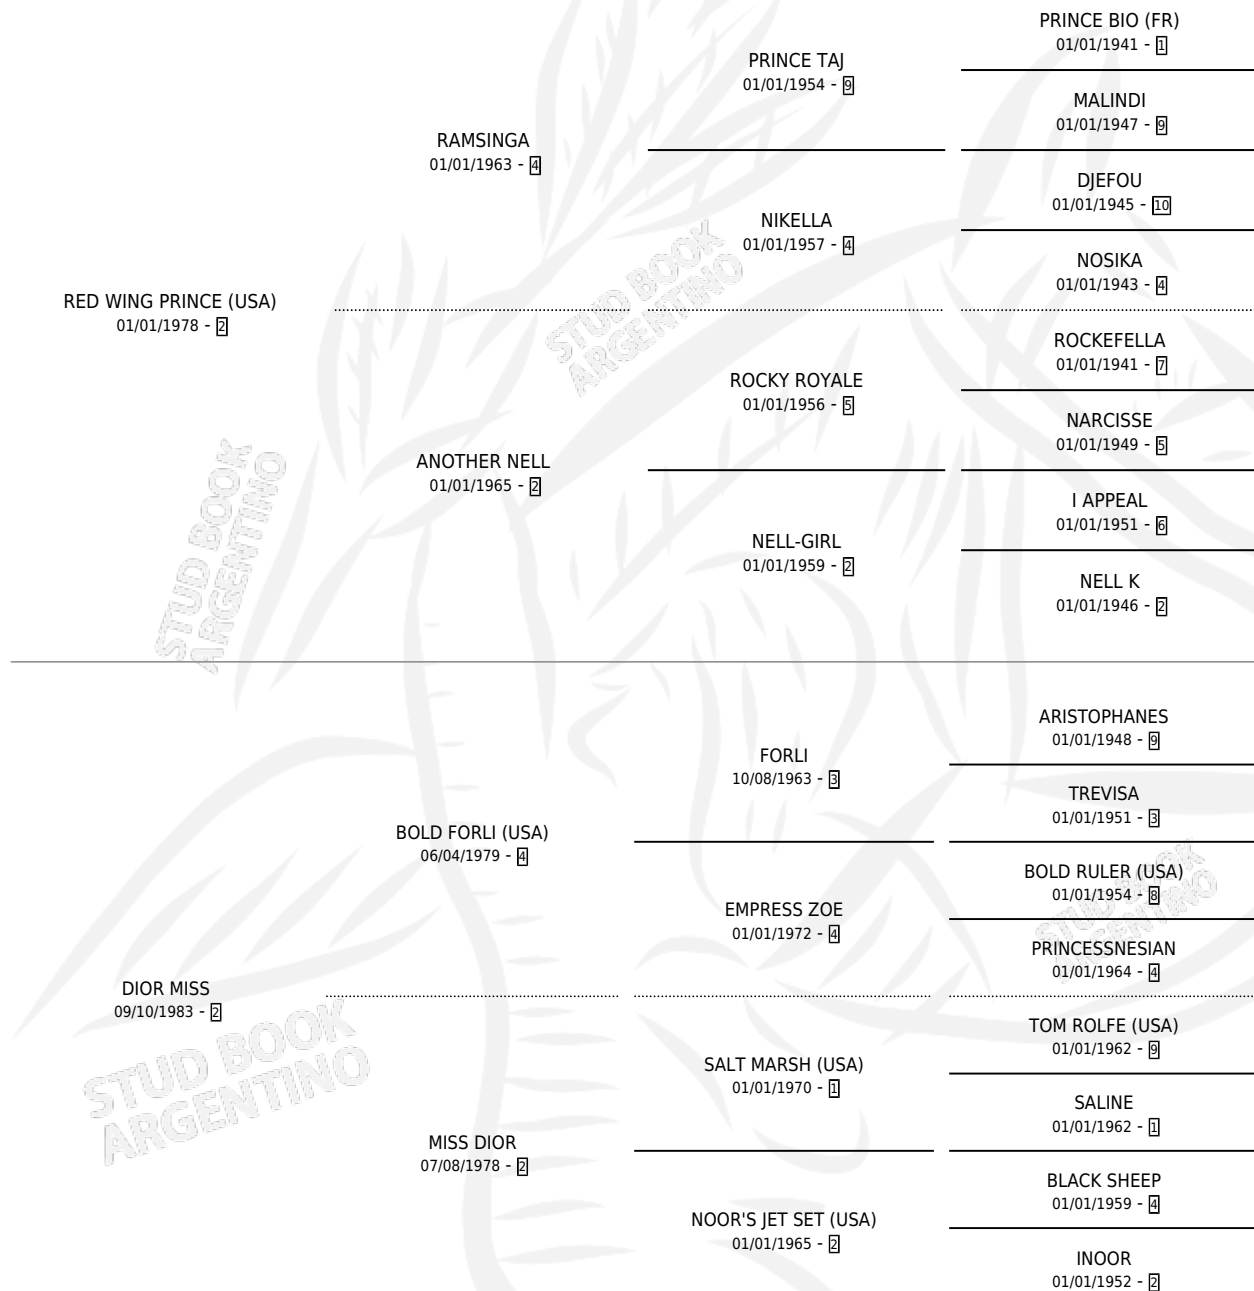 PRINCE BIO (FR)
01/01/1941 - 1
PRINCE TAJ
01/01/1954 - 9
MALINDI
01/01/1947 - 9
RAMSINGA
01/01/1963 - 4
DJEFOU
01/01/1945 - 10
NIKELLA
01/01/1957 - 4
NOSIKA
01/01/1943 - 4
RED WING PRINCE (USA)
01/01/1978 - 2
ROCKEFELLA
01/01/1941 - 7
ROCKY ROYALE
01/01/1956 - 5
NARCISSE
01/01/1949 - 5
ANOTHER NELL
01/01/1965 - 2
I APPEAL
01/01/1951 - 6
NELL-GIRL
01/01/1959 - 2
NELL K
01/01/1946 - 2
ARISTOPHANES
01/01/1948 - 9
FORLI
10/08/1963 - 3
TREVISA
01/01/1951 - 3
BOLD FORLI (USA)
06/04/1979 - 4
BOLD RULER (USA)
01/01/1954 - 8
EMPRESS ZOE
01/01/1972 - 4
PRINCESSNESIAN
01/01/1964 - 4
DIOR MISS
09/10/1983 - 2
TOM ROLFE (USA)
01/01/1962 - 9
SALT MARSH (USA)
01/01/1970 - 1
SALINE
01/01/1962 - 1
MISS DIOR
07/08/1978 - 2
BLACK SHEEP
01/01/1959 - 4
NOOR'S JET SET (USA)
01/01/1965 - 2
INOOR
01/01/1952 - 2
STUD BOOK
ARGENTINO
STUD BOOK
ARGENTINO
STUD BOOK
ARGENTINO
STUD BOOK
ARGENTINO